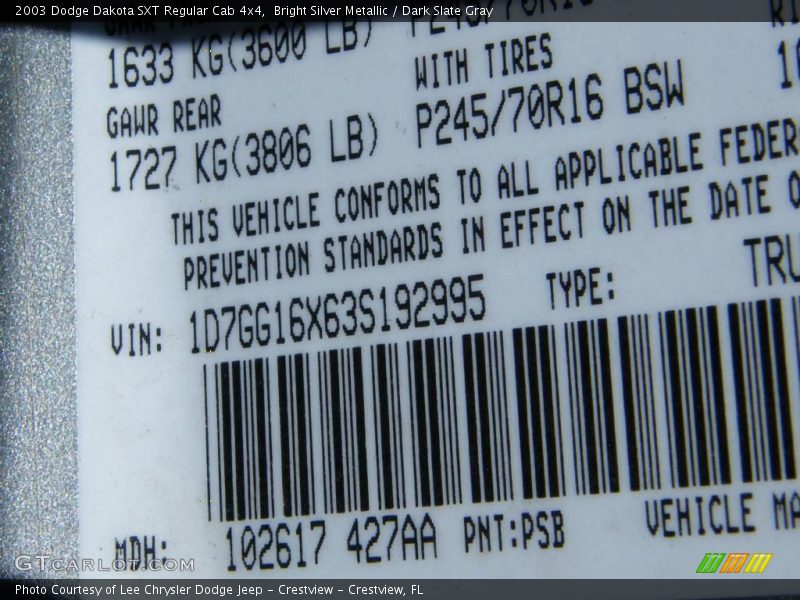 2003 Dodge Dakota SXT Regular Cab 4x4, Bright Silver Metallic / Dark Slate Gray
1633 KG(3600 LB)
WITH TIRES
GAWR REAR
1727 KG(3806 LB) P245/70R16 BSW
THIS VEHICLE CONFORMS TO ALL APPLICABLE FEDER
PREVENTION STANDARDS IN EFFECT ON THE DATE O
VIN: 1D7GG16X63S192995 TYPE: TRU
MDH: 102617 427AA PNT:PSB VEHICLE MA
GTCARLOT.COM
Photo Courtesy of Lee Chrysler Dodge Jeep - Crestview - Crestview, FL